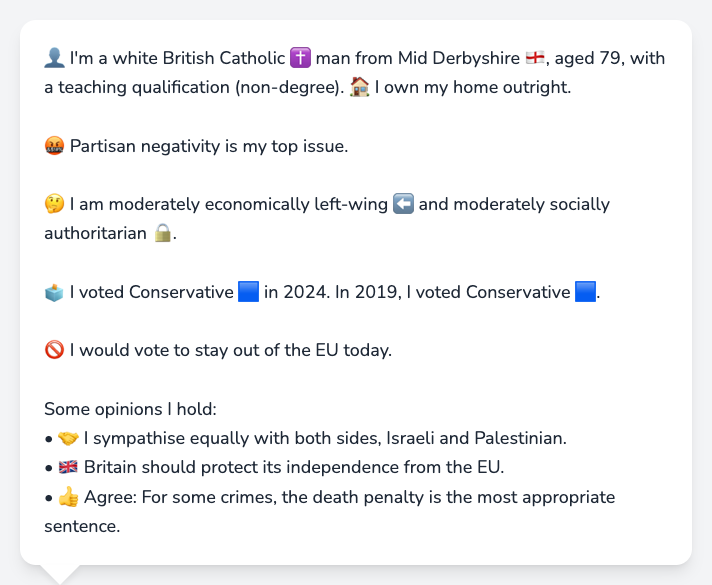 👤 I'm a white British Catholic ✝️ man from Mid Derbyshire 🏴󠁧󠁢󠁥󠁮󠁧󠁿, aged 79, with
a teaching qualification (non-degree). 🏠 I own my home outright.
🤬 Partisan negativity is my top issue.
🤔 I am moderately economically left-wing ⬅️ and moderately socially
authoritarian 🔒.
🗳️ I voted Conservative 🟦 in 2024. In 2019, I voted Conservative 🟦.
🚫 I would vote to stay out of the EU today.
Some opinions I hold:
• 🤝 I sympathise equally with both sides, Israeli and Palestinian.
• 🇬🇧 Britain should protect its independence from the EU.
• 👍 Agree: For some crimes, the death penalty is the most appropriate
sentence.